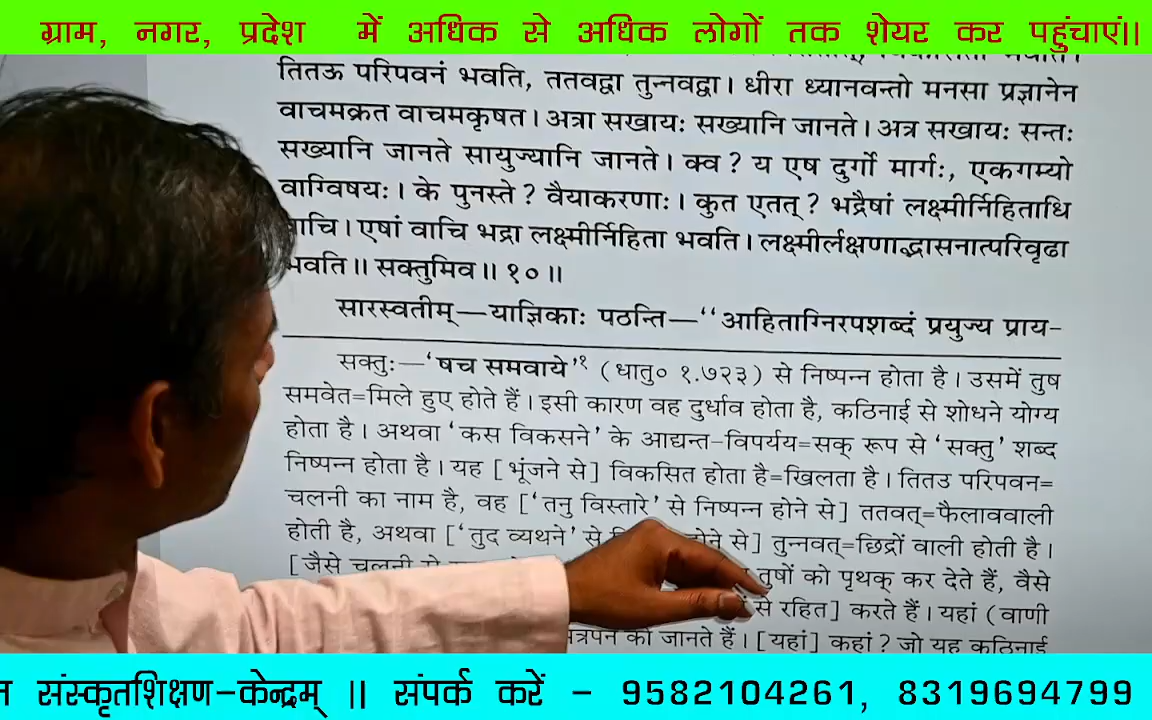 ग्राम, नगर, प्रदेश में अधिक से अधिक लोगों तक शेयर कर पहुंचाएं॥
तितऊ परिपवनं भवति, ततवद्वा तुन्नवद्वा। धीरा ध्यानवन्तो मनसा प्रज्ञानेन
वाचमक्रत वाचमकृषत। अत्रा सखायः सख्यानि जानते। अत्र सखायः सन्तः
सख्यानि जानते सायुज्यानि जानते। क्व? य एष दुर्गो मार्गः, एकगम्यो
वाग्विषयः। के पुनस्ते? वैयाकरणाः। कुत एतत्? भद्रैषां लक्ष्मीर्निहिताधि
वाचि। एषां वाचि भद्रा लक्ष्मीर्निहिता भवति। लक्ष्मीर्लक्षणाद्भासनात्परिवृढा
भवति॥ सक्तुमिव॥१०॥
सारस्वतीम्—याज्ञिकाः पठन्ति—‘‘आहिताग्निरपशब्दं प्रयुज्य प्राय-
सक्तुः—‘षच समवाये’¹ (धातु० १.७२३) से निष्पन्न होता है। उसमें तुष
समवेत=मिले हुए होते हैं। इसी कारण वह दुर्धाव होता है, कठिनाई से शोधने योग्य
होता है। अथवा ‘कस विकसने’ के आद्यन्त-विपर्यय=सक् रूप से ‘सक्तु’ शब्द
निष्पन्न होता है। यह [भूंजने से] विकसित होता है=खिलता है। तितउ परिपवन=
चलनी का नाम है, वह [‘तनु विस्तारे’ से निष्पन्न होने से] ततवत्=फैलाववाली
होती है, अथवा [‘तुद व्यथने’ से होने से] तुन्नवत्=छिद्रों वाली होती है।
[जैसे चलनी से तुषों को पृथक् कर देते हैं, वैसे
से रहित] करते हैं। यहां (वाणी
को जानते हैं। [यहां] कहां? जो यह कठिनाई
संस्कृतशिक्षण-केन्द्रम् || संपर्क करें - 9582104261, 8319694799